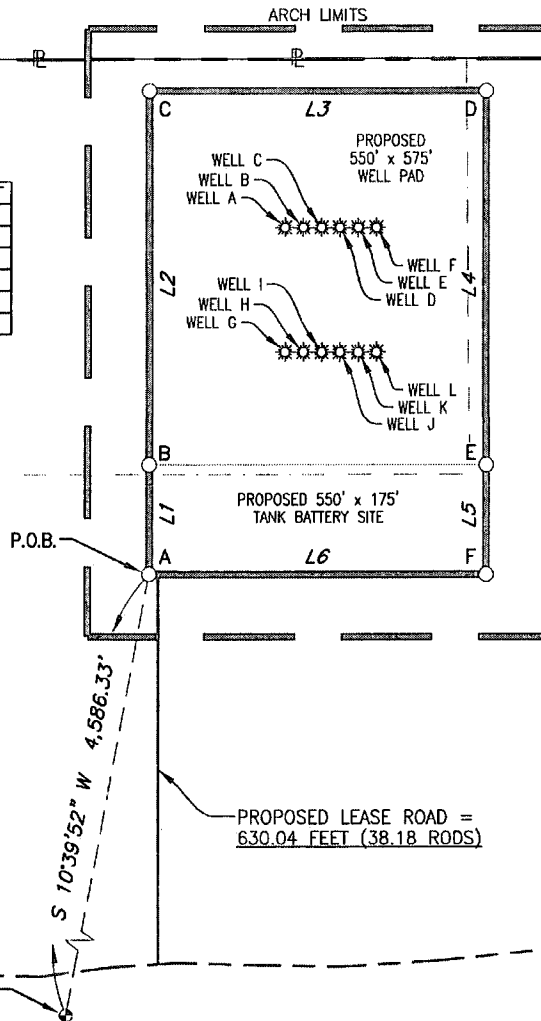 ARCH LIMITS
PL
PL
C
L3
D
PROPOSED
550' x 575'
WELL PAD
WELL C
WELL B
WELL A
WELL F
WELL E
WELL D
L2
L4
WELL I
WELL H
WELL G
WELL L
WELL K
WELL J
B
E
PROPOSED 550' x 175'
TANK BATTERY SITE
L1
L5
P.O.B.
A
L6
F
S 10°39'52" W 4,586.33'
PROPOSED LEASE ROAD =
630.04 FEET (38.18 RODS)